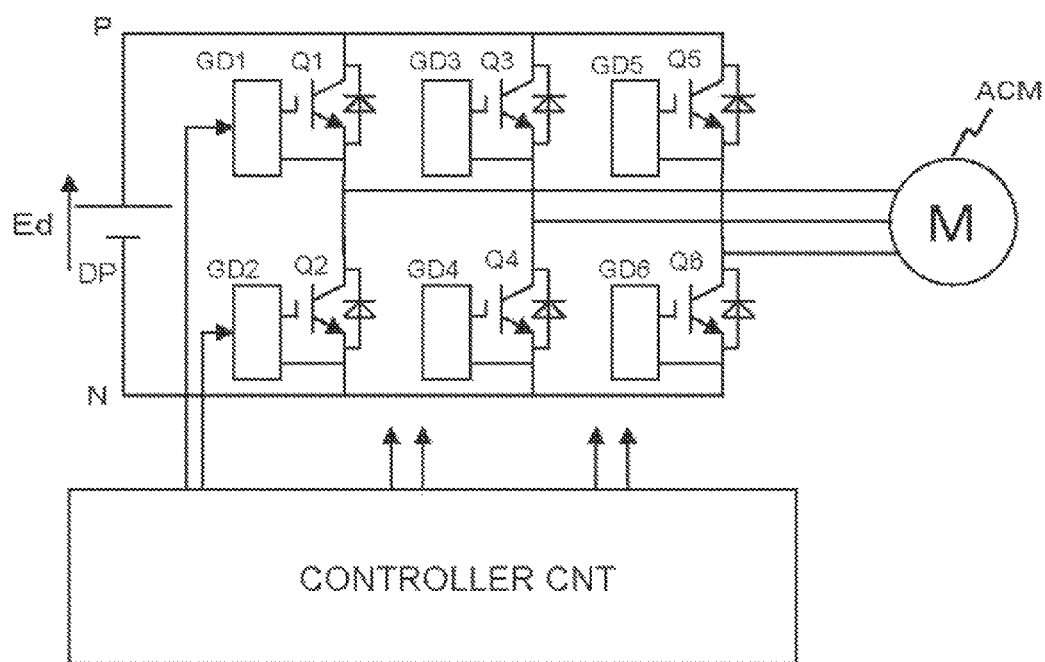 P
GD1
Q1
GD3
Q3
GD5
Q5
ACM
Ed
DP
M
GD2
Q2
GD4
Q4
GD6
Q6
N
CONTROLLER CNT